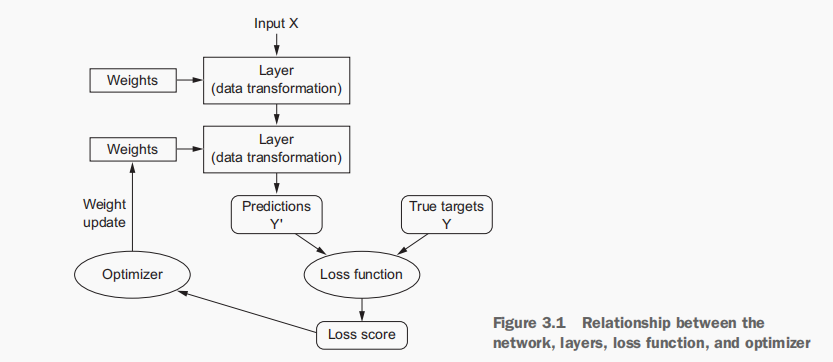 Input X
Layer
(data transformation)
Weights
Layer
(data transformation)
Weights
Weight
update
Predictions
Y'
True targets
Y
Optimizer
Loss function
Loss score
Figure 3.1 Relationship between the
network, layers, loss function, and optimizer